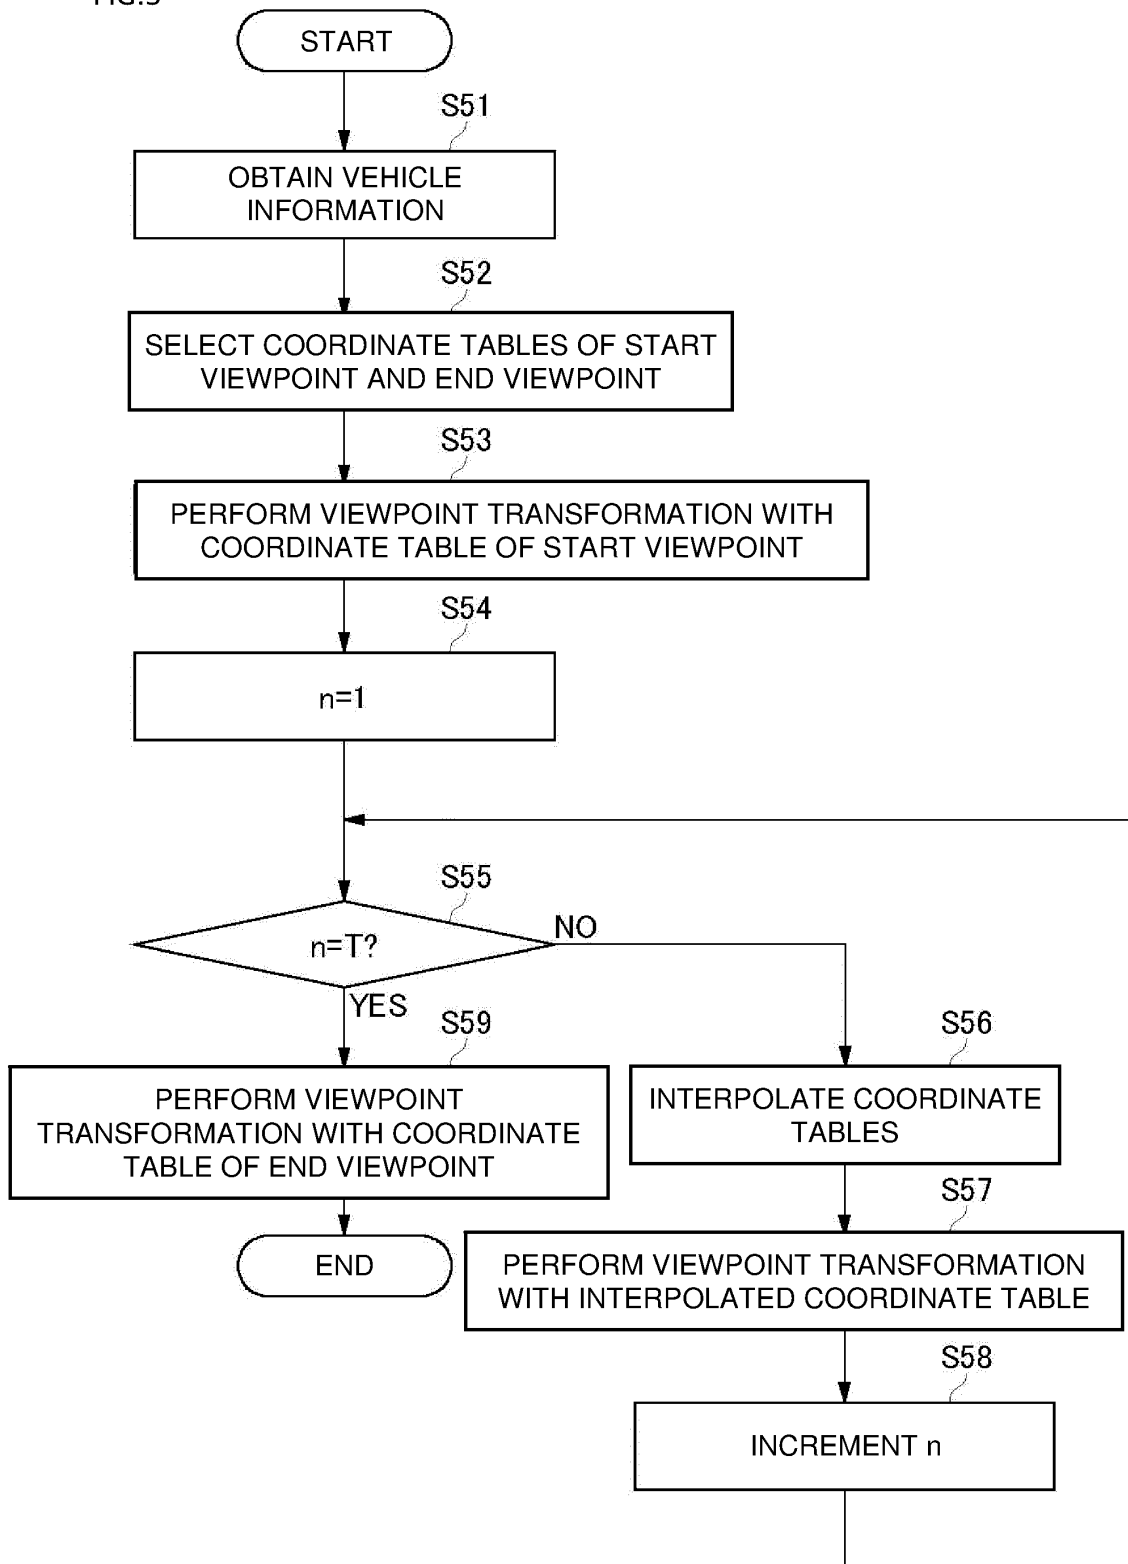 START
S51
OBTAIN VEHICLE
INFORMATION
S52
SELECT COORDINATE TABLES OF START
VIEWPOINT AND END VIEWPOINT
S53
PERFORM VIEWPOINT TRANSFORMATION WITH
COORDINATE TABLE OF START VIEWPOINT
S54
n=1
S55
n=T?
NO
YES
S59
PERFORM VIEWPOINT
TRANSFORMATION WITH COORDINATE
TABLE OF END VIEWPOINT
END
S56
INTERPOLATE COORDINATE
TABLES
S57
PERFORM VIEWPOINT TRANSFORMATION
WITH INTERPOLATED COORDINATE TABLE
S58
INCREMENT n